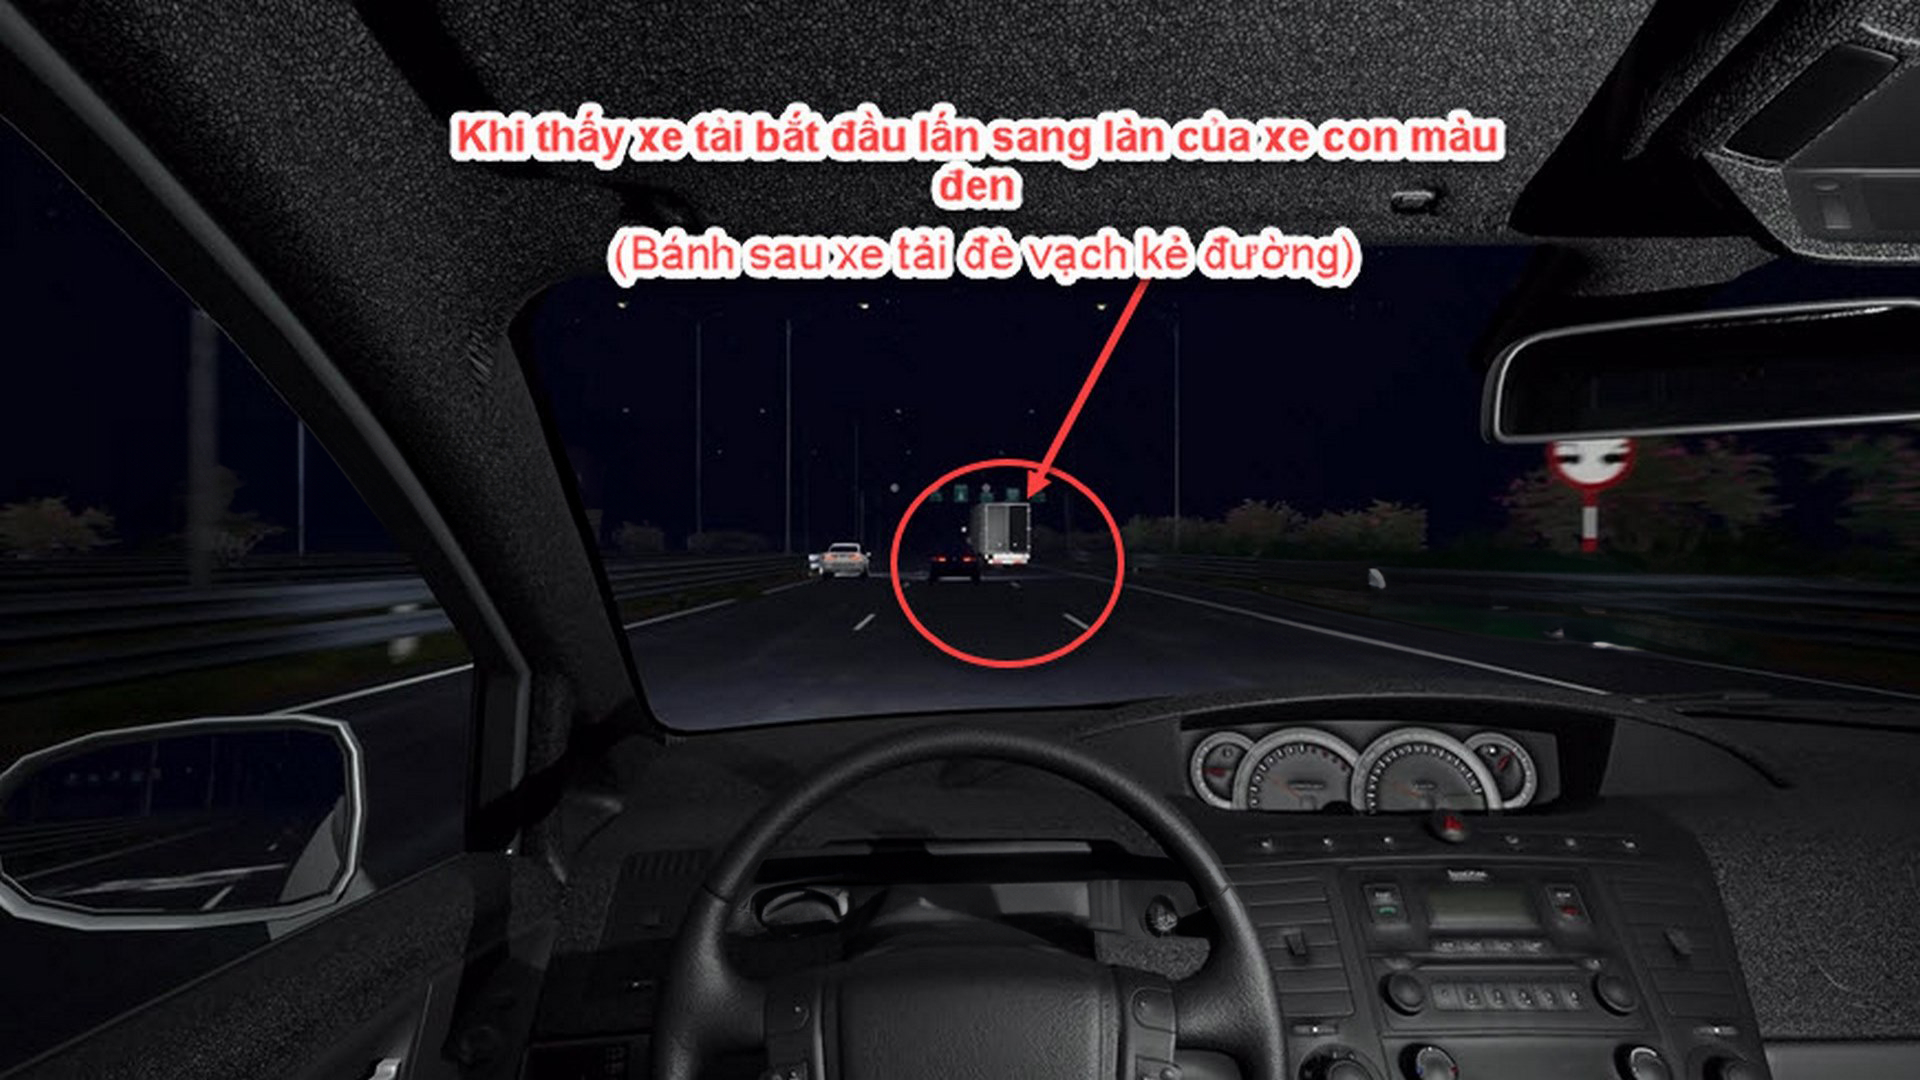 Khi thấy xe tải bắt đầu lấn sang làn của xe con màu
đen
(Bánh sau xe tải đè vạch kẻ đường)